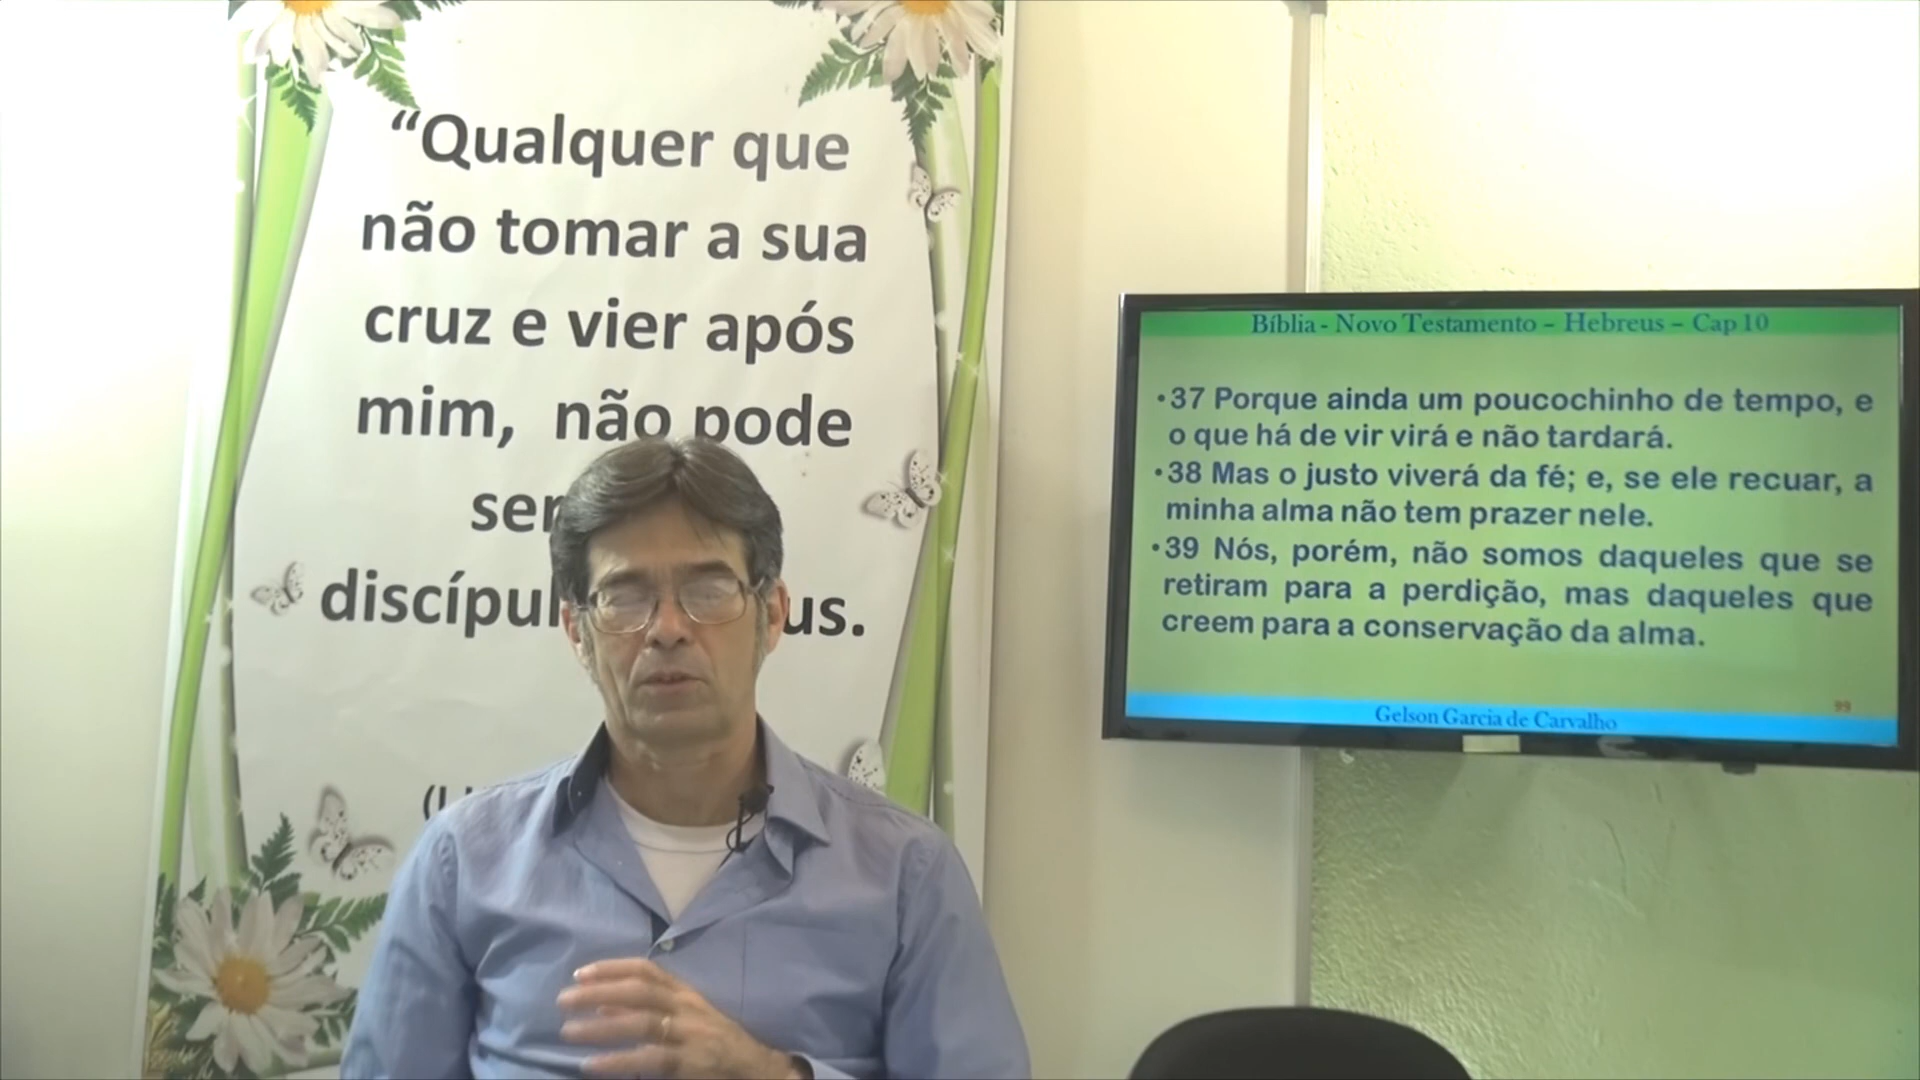 “Qualquer que
não tomar a sua
cruz e vier após
mim, não pode
ser
discípul us.
(L
Bíblia - Novo Testamento – Hebreus – Cap 10
•37 Porque ainda um poucochinho de tempo, e
o que há de vir virá e não tardará.
•38 Mas o justo viverá da fé; e, se ele recuar, a
minha alma não tem prazer nele.
•39 Nós, porém, não somos daqueles que se
retiram para a perdição, mas daqueles que
creem para a conservação da alma.
99
Gelson Garcia de Carvalho